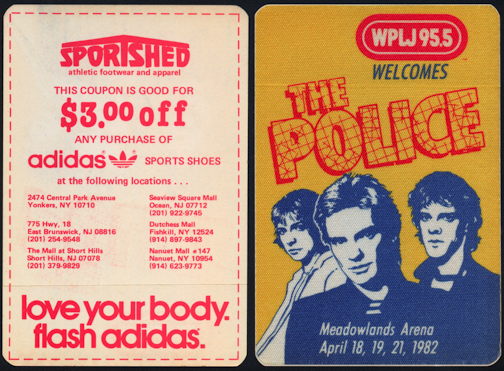 SPORTSHED
athletic footwear and apparel
THIS COUPON IS GOOD FOR
$3.00 off
ANY PURCHASE OF
adidas SPORTS SHOES
at the following locations . . .
2474 Central Park Avenue
Yonkers, NY 10710
775 Hwy, 18
East Brunswick, NJ 08816
(201) 254-9548
The Mall at Short Hills
Short Hills, NJ 07078
(201) 379-9829
Seaview Square Mall
Ocean, NJ 07712
(201) 922-9745
Dutchess Mall
Fishkill, NY 12524
(914) 897-9843
Nanuet Mall #147
Nanuet, NY 10954
(914) 623-9773
love your body.
flash adidas.
WPLJ 95.5
WELCOMES
THE
POLICE
Meadowlands Arena
April 18, 19, 21, 1982